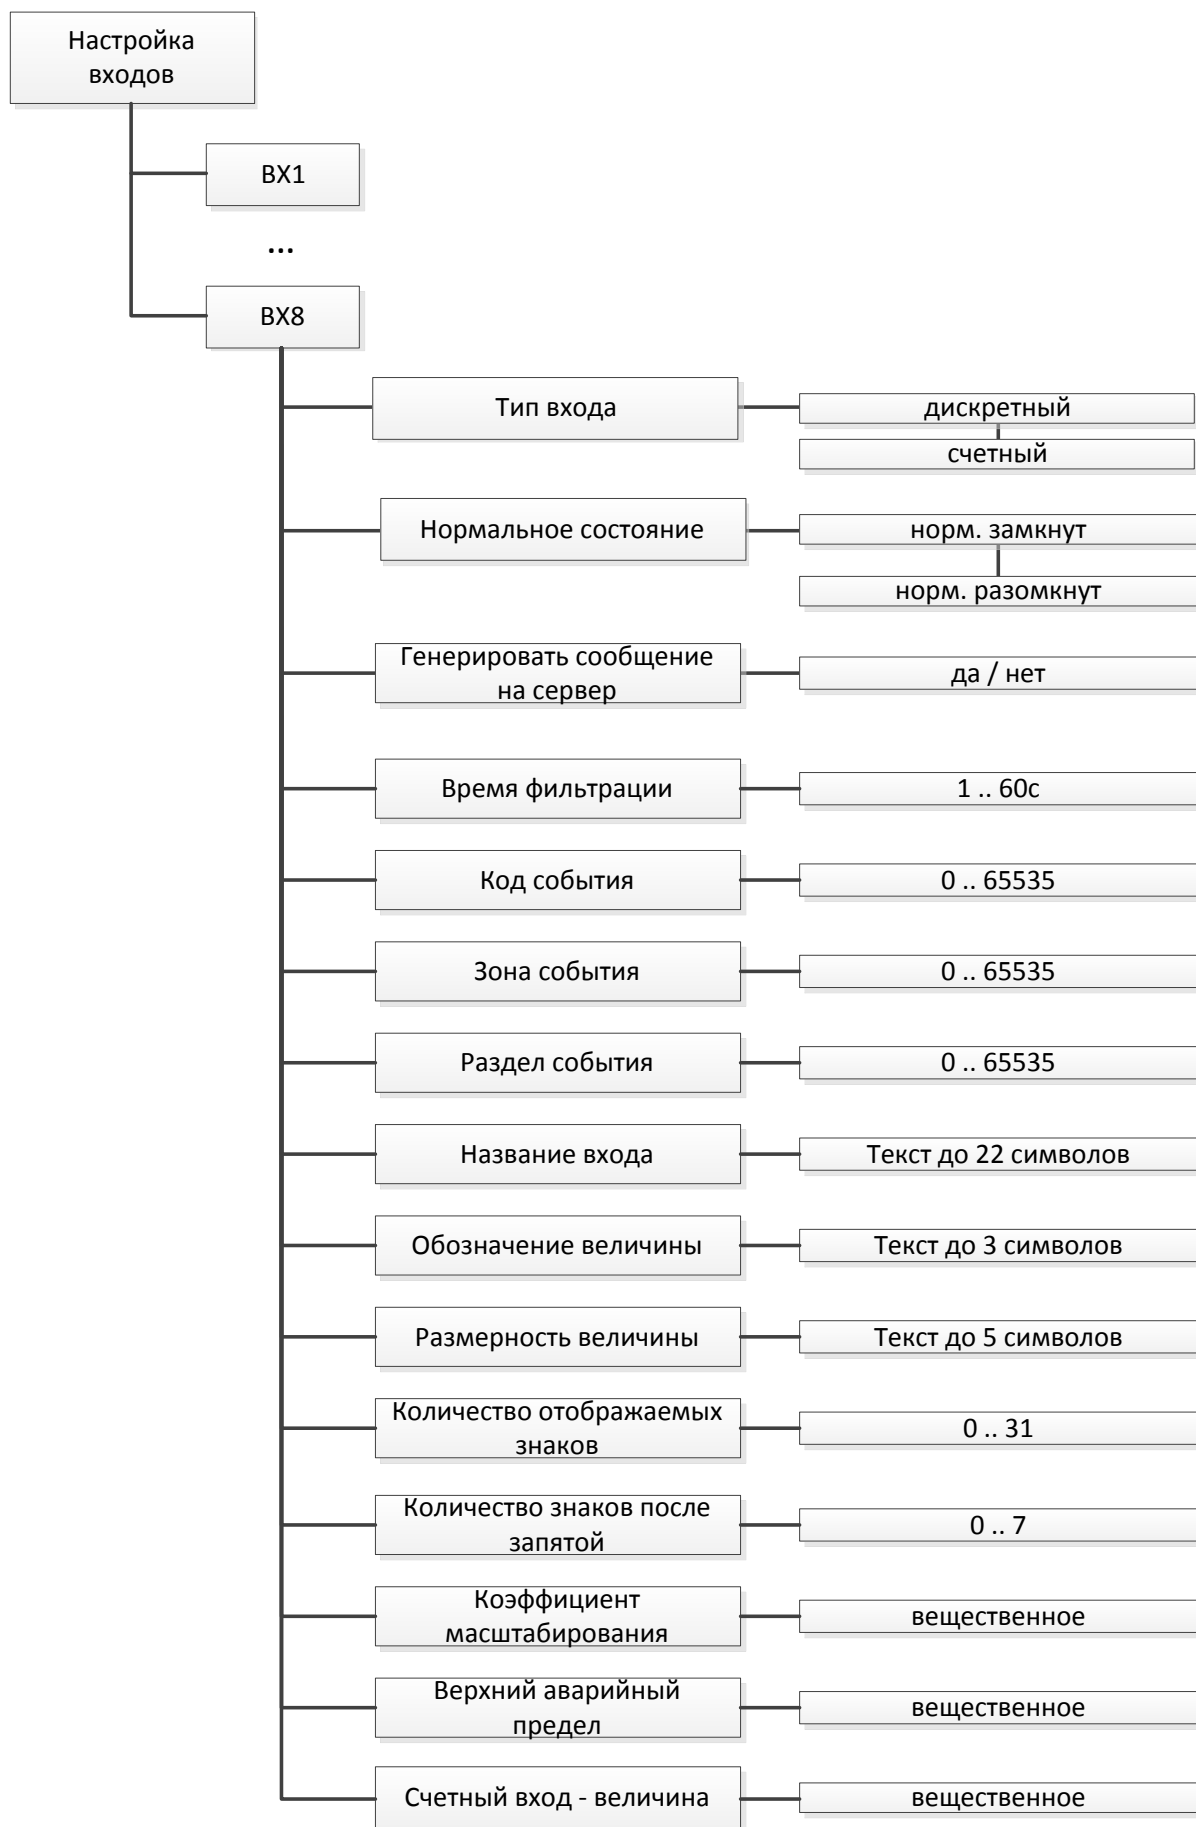 Настройка
входов
ВХ1
...
ВХ8
Тип входа
дискретный
счетный
Нормальное состояние
норм. замкнут
норм. разомкнут
Генерировать сообщение
на сервер
да / нет
Время фильтрации
1 .. 60с
Код события
0 .. 65535
Зона события
0 .. 65535
Раздел события
0 .. 65535
Название входа
Текст до 22 символов
Обозначение величины
Текст до 3 символов
Размерность величины
Текст до 5 символов
Количество отображаемых
знаков
0 .. 31
Количество знаков после
запятой
0 .. 7
Коэффициент
масштабирования
вещественное
Верхний аварийный
предел
вещественное
Счетный вход - величина
вещественное